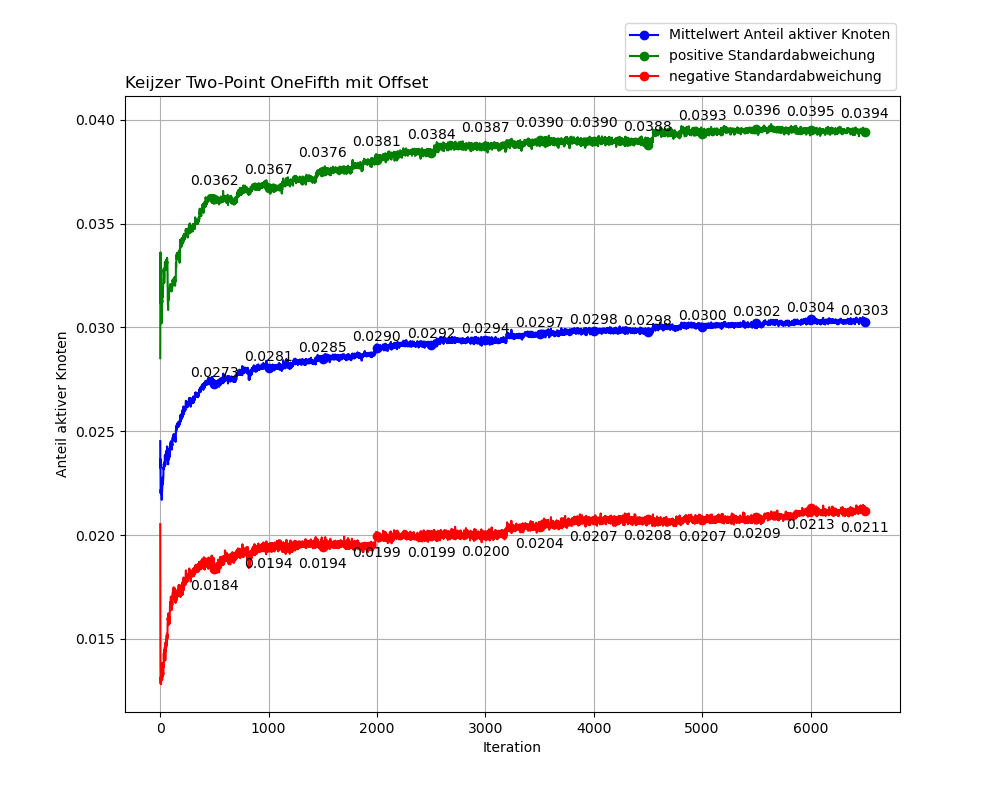 Mittelwert Anteil aktiver Knoten
positive Standardabweichung
negative Standardabweichung
Keijzer Two-Point OneFifth mit Offset
Anteil aktiver Knoten
0.040
0.035
0.030
0.025
0.020
0.015
0.0362 0.0367 0.0376 0.0381 0.0384 0.0387 0.0390 0.0390 0.0388 0.0393 0.0396 0.0395 0.0394
0.0273 0.0281 0.0285 0.0290 0.0292 0.0294 0.0297 0.0298 0.0298 0.0300 0.0302 0.0304 0.0303
0.0184 0.0194 0.0194 0.0199 0.0199 0.0200 0.0204 0.0207 0.0208 0.0207 0.0209 0.0213 0.0211
0 1000 2000 3000 4000 5000 6000
Iteration